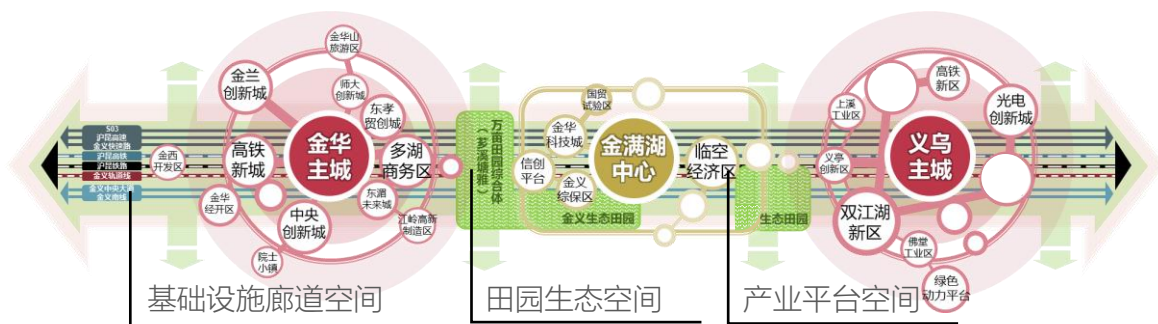 S03
沪昆高速
金义快速路
沪昆高铁
沪昆铁路
金义轨道线
金义中央大道
金义南线
金西
开发区
金华山
旅游区
金兰
创新城
师大
创新城
东孝
贸创城
金华
主城
高铁
新城
多湖
商务区
金华
经开区
东湄
未来城
中央
创新城
江岭高新
制造区
院士
小镇
万亩田园综合体
（芗溪塘雅）
国贸
试验区
金华
科技城
信创
平台
金满湖
中心
临空
经济区
金义
综保区
金义生态田园
生态田园
高铁
新区
上溪
工业区
光电
创新城
义亭
创新区
义乌
主城
双江湖
新区
佛堂
工业区
绿色
动力平台
基础设施廊道空间
田园生态空间
产业平台空间